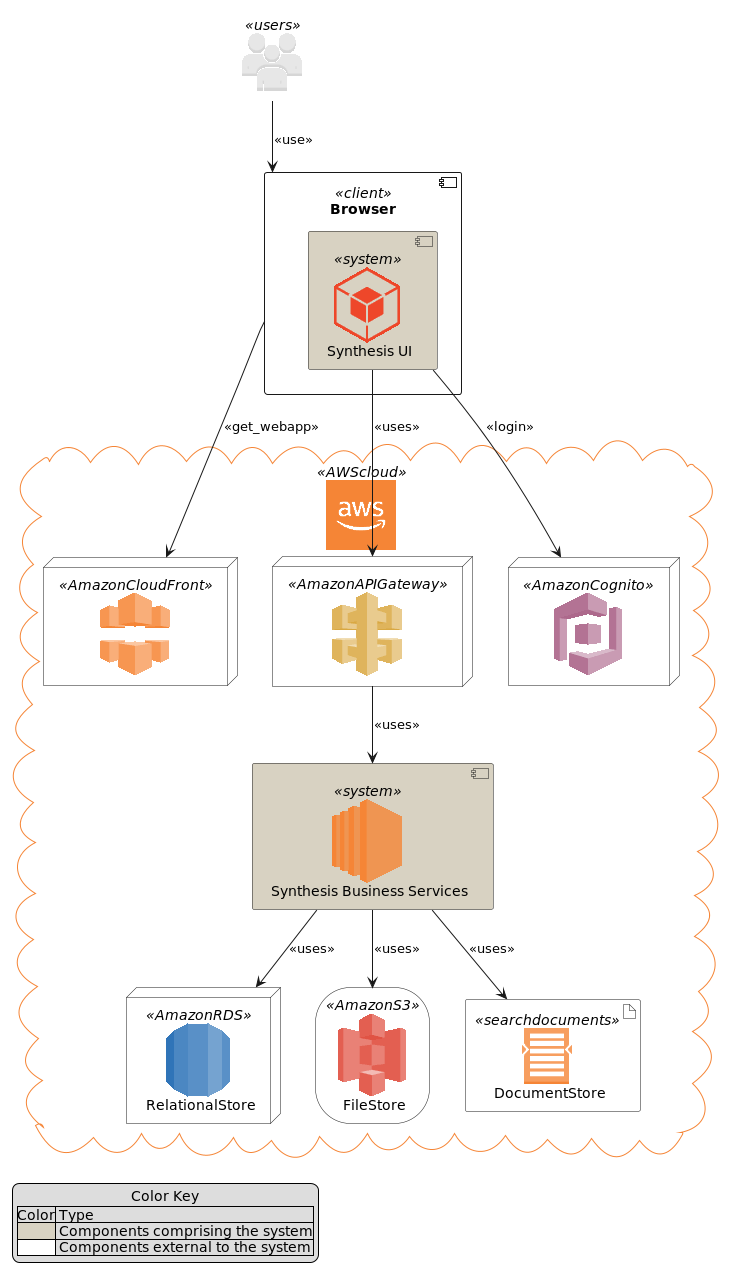 «users»
«use»
«client»
Browser
«system»
Synthesis UI
«get_webapp»
«uses»
«login»
«AWScloud»
aws
«AmazonCloudFront»
«AmazonAPIGateway»
«AmazonCognito»
«uses»
«system»
Synthesis Business Services
«uses»
«uses»
«uses»
«AmazonRDS»
RelationalStore
«AmazonS3»
FileStore
«searchdocuments»
DocumentStore
Color Key
Color Type
Components comprising the system
Components external to the system